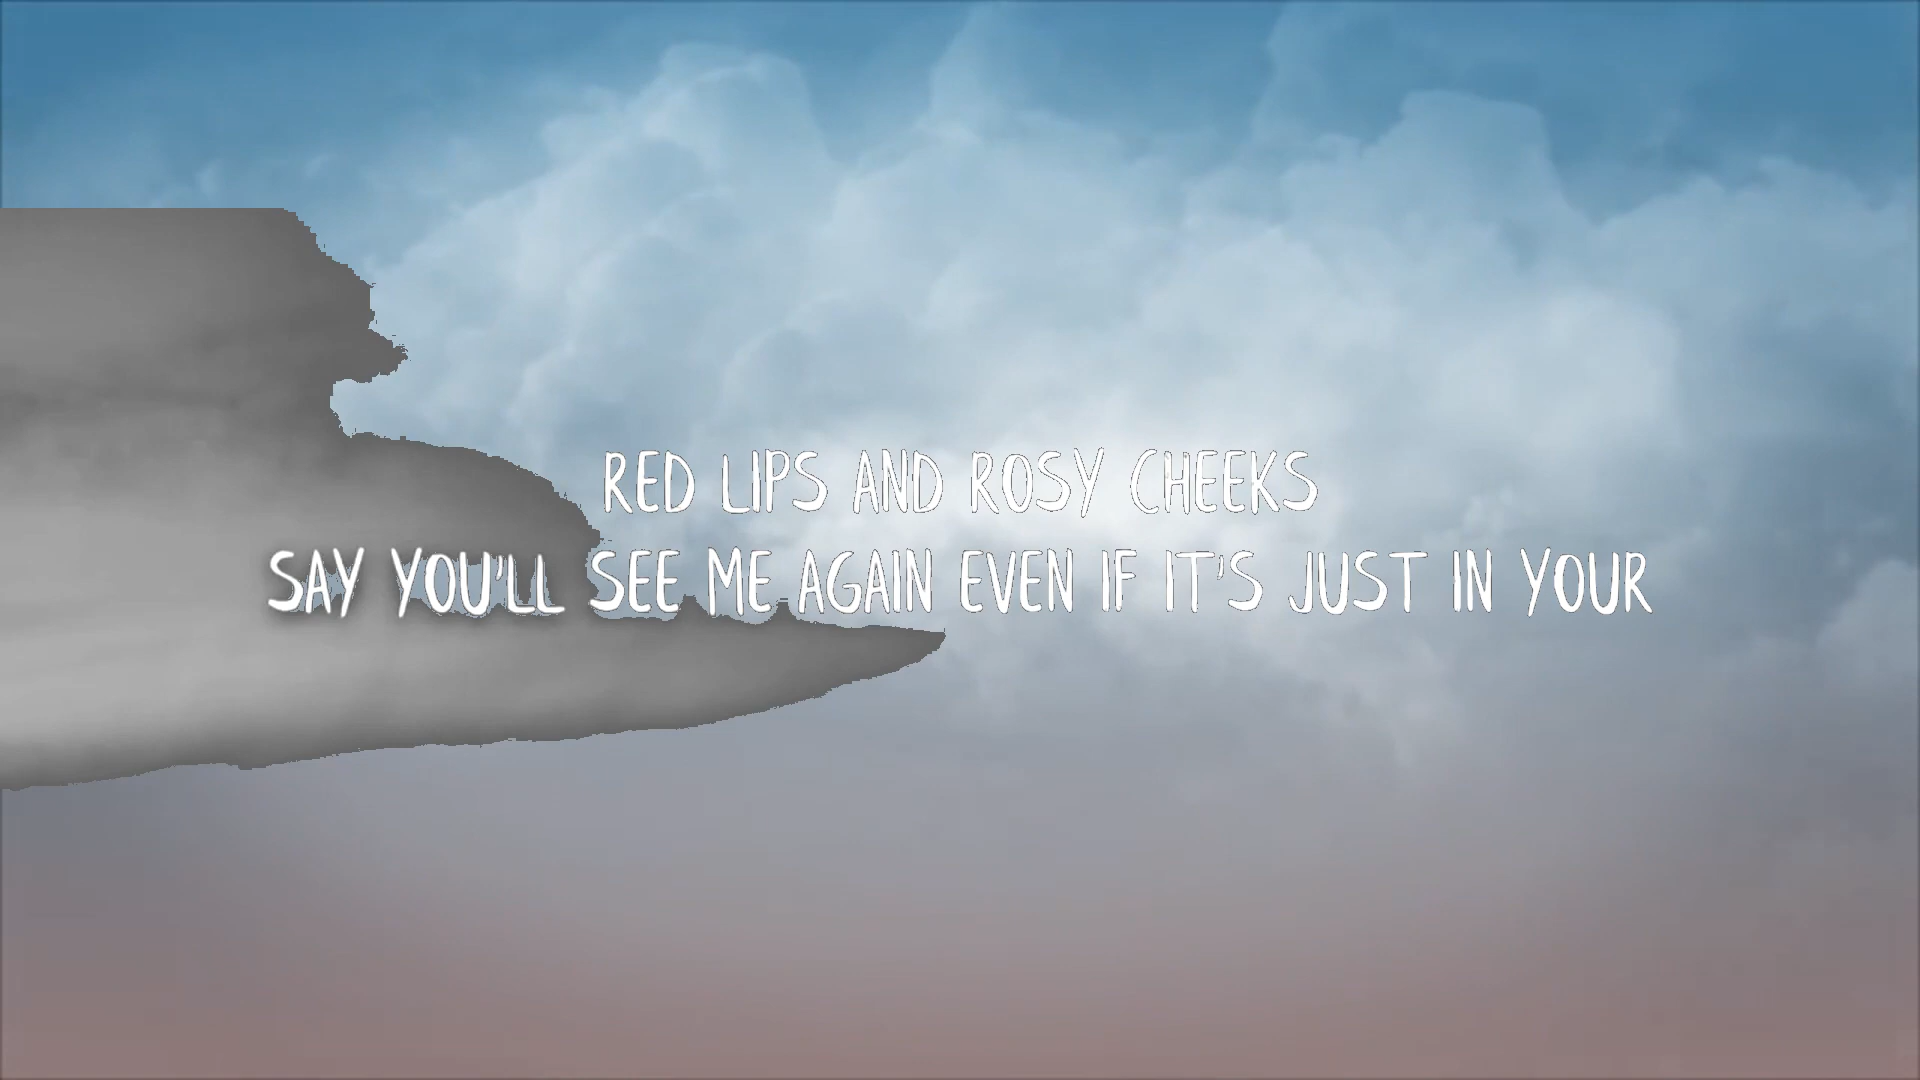 RED LIPS AND ROSY CHEEKS
SAY YOU'LL SEE ME AGAIN EVEN IF IT'S JUST IN YOUR